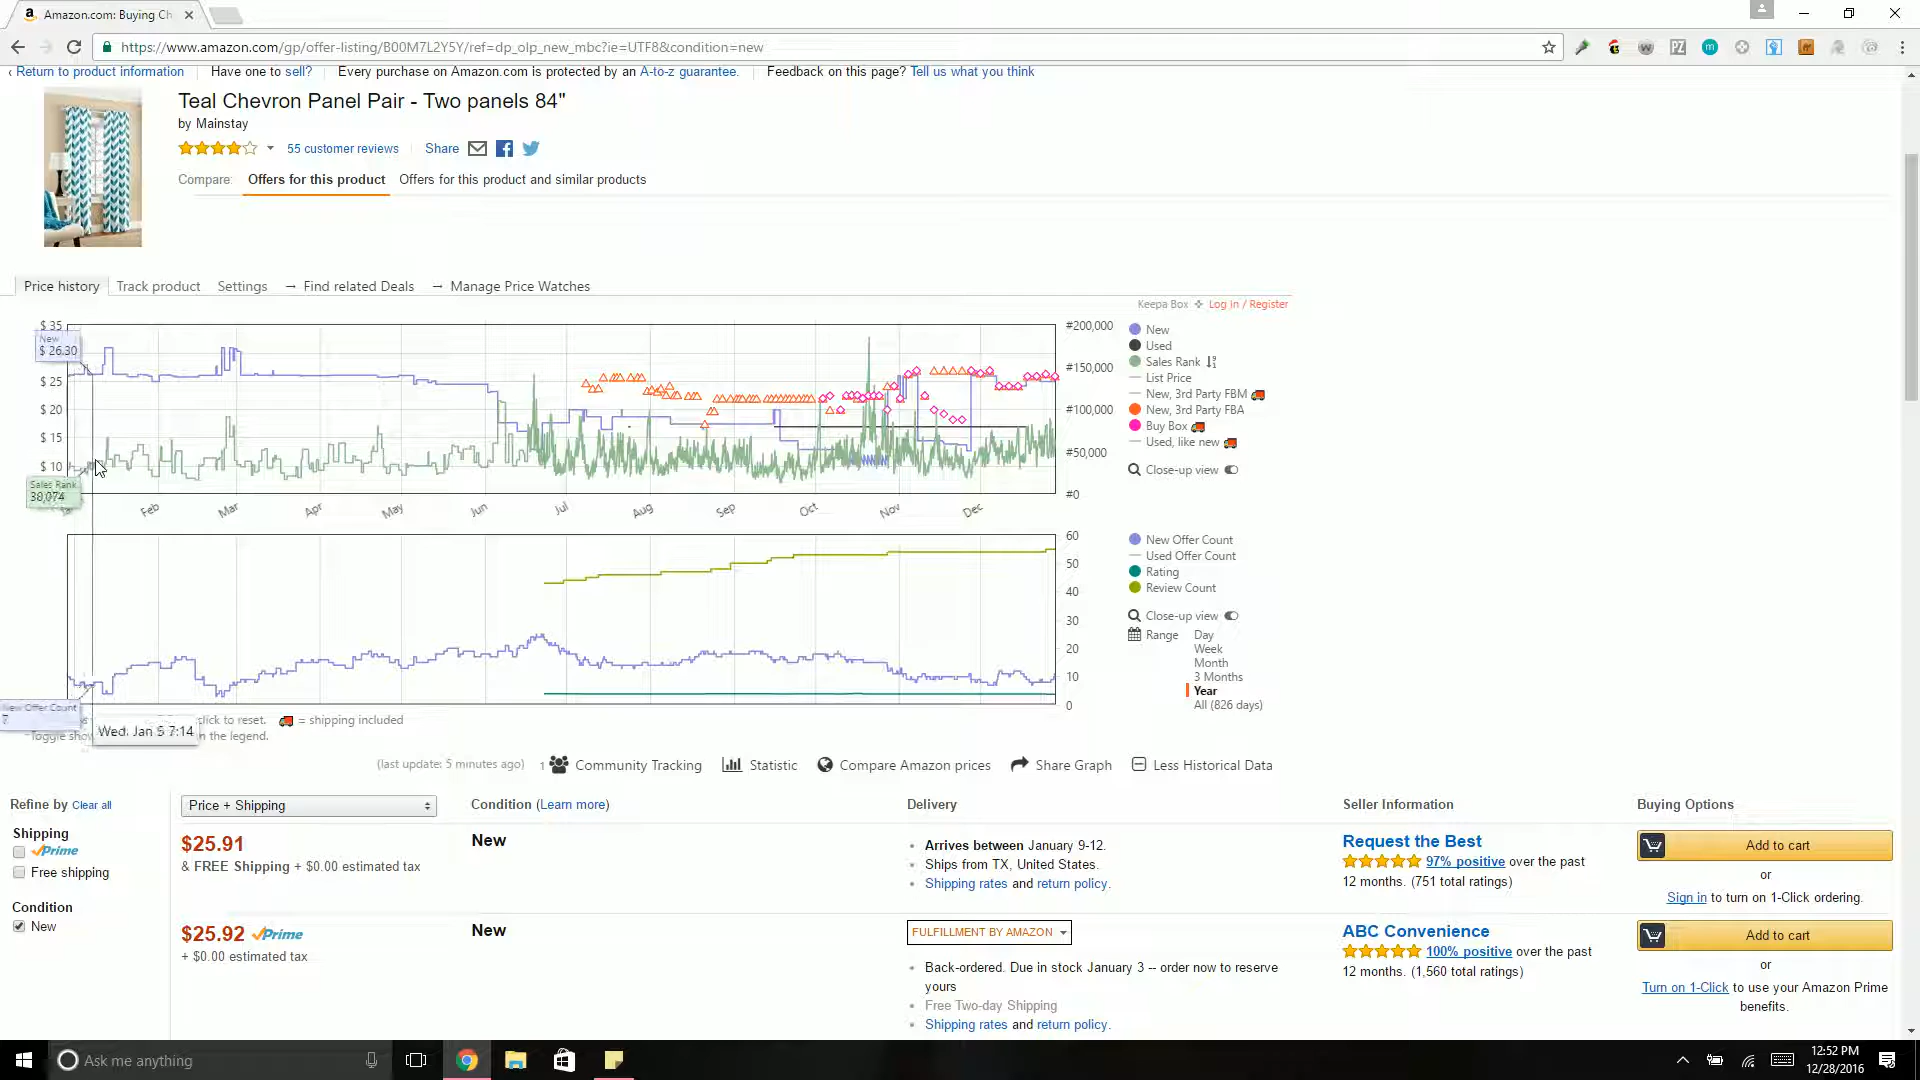 Amazon.com: Buying Ch
https://www.amazon.com/gp/offer-listing/B00M7L2Y5Y/ref=dp_olp_new_mbc?ie=UTF8&condition=new
‹ Return to product information | Have one to sell? | Every purchase on Amazon.com is protected by an A-to-z guarantee. | Feedback on this page? Tell us what you think
Teal Chevron Panel Pair - Two panels 84"
by Mainstay
55 customer reviews | Share
Compare: Offers for this product Offers for this product and similar products
Price history Track product Settings → Find related Deals → Manage Price Watches
Keepa Box Log in / Register
$ 35
New
$ 26.30
$ 25
$ 20
$ 15
$ 10
Sales Rank
38,074
#200,000
#150,000
#100,000
#50,000
#0
Feb Mar Apr May Jun Jul Aug Sep Oct Nov Dec
New
Used
Sales Rank
List Price
New, 3rd Party FBM
New, 3rd Party FBA
Buy Box
Used, like new
Close-up view
60
50
40
30
20
10
0
New Offer Count
Used Offer Count
Rating
Review Count
Close-up view
Range Day
Week
Month
3 Months
Year
All (826 days)
New Offer Count
7
Wed, Jan 5 7:14
click to reset. = shipping included
Toggle sho n the legend.
(last update: 5 minutes ago) 1 Community Tracking Statistic Compare Amazon prices Share Graph Less Historical Data
Refine by Clear all
Shipping
Prime
Free shipping
Condition
New
Price + Shipping Condition (Learn more) Delivery Seller Information Buying Options
$25.91
& FREE Shipping + $0.00 estimated tax
New
Arrives between January 9-12.
Ships from TX, United States.
Shipping rates and return policy.
Request the Best
97% positive over the past
12 months. (751 total ratings)
Add to cart
or
Sign in to turn on 1-Click ordering.
$25.92 Prime
+ $0.00 estimated tax
New
FULFILLMENT BY AMAZON
Back-ordered. Due in stock January 3 -- order now to reserve
yours
Free Two-day Shipping
Shipping rates and return policy.
ABC Convenience
100% positive over the past
12 months. (1,560 total ratings)
Add to cart
or
Turn on 1-Click to use your Amazon Prime
benefits.
Ask me anything
12:52 PM
12/28/2016